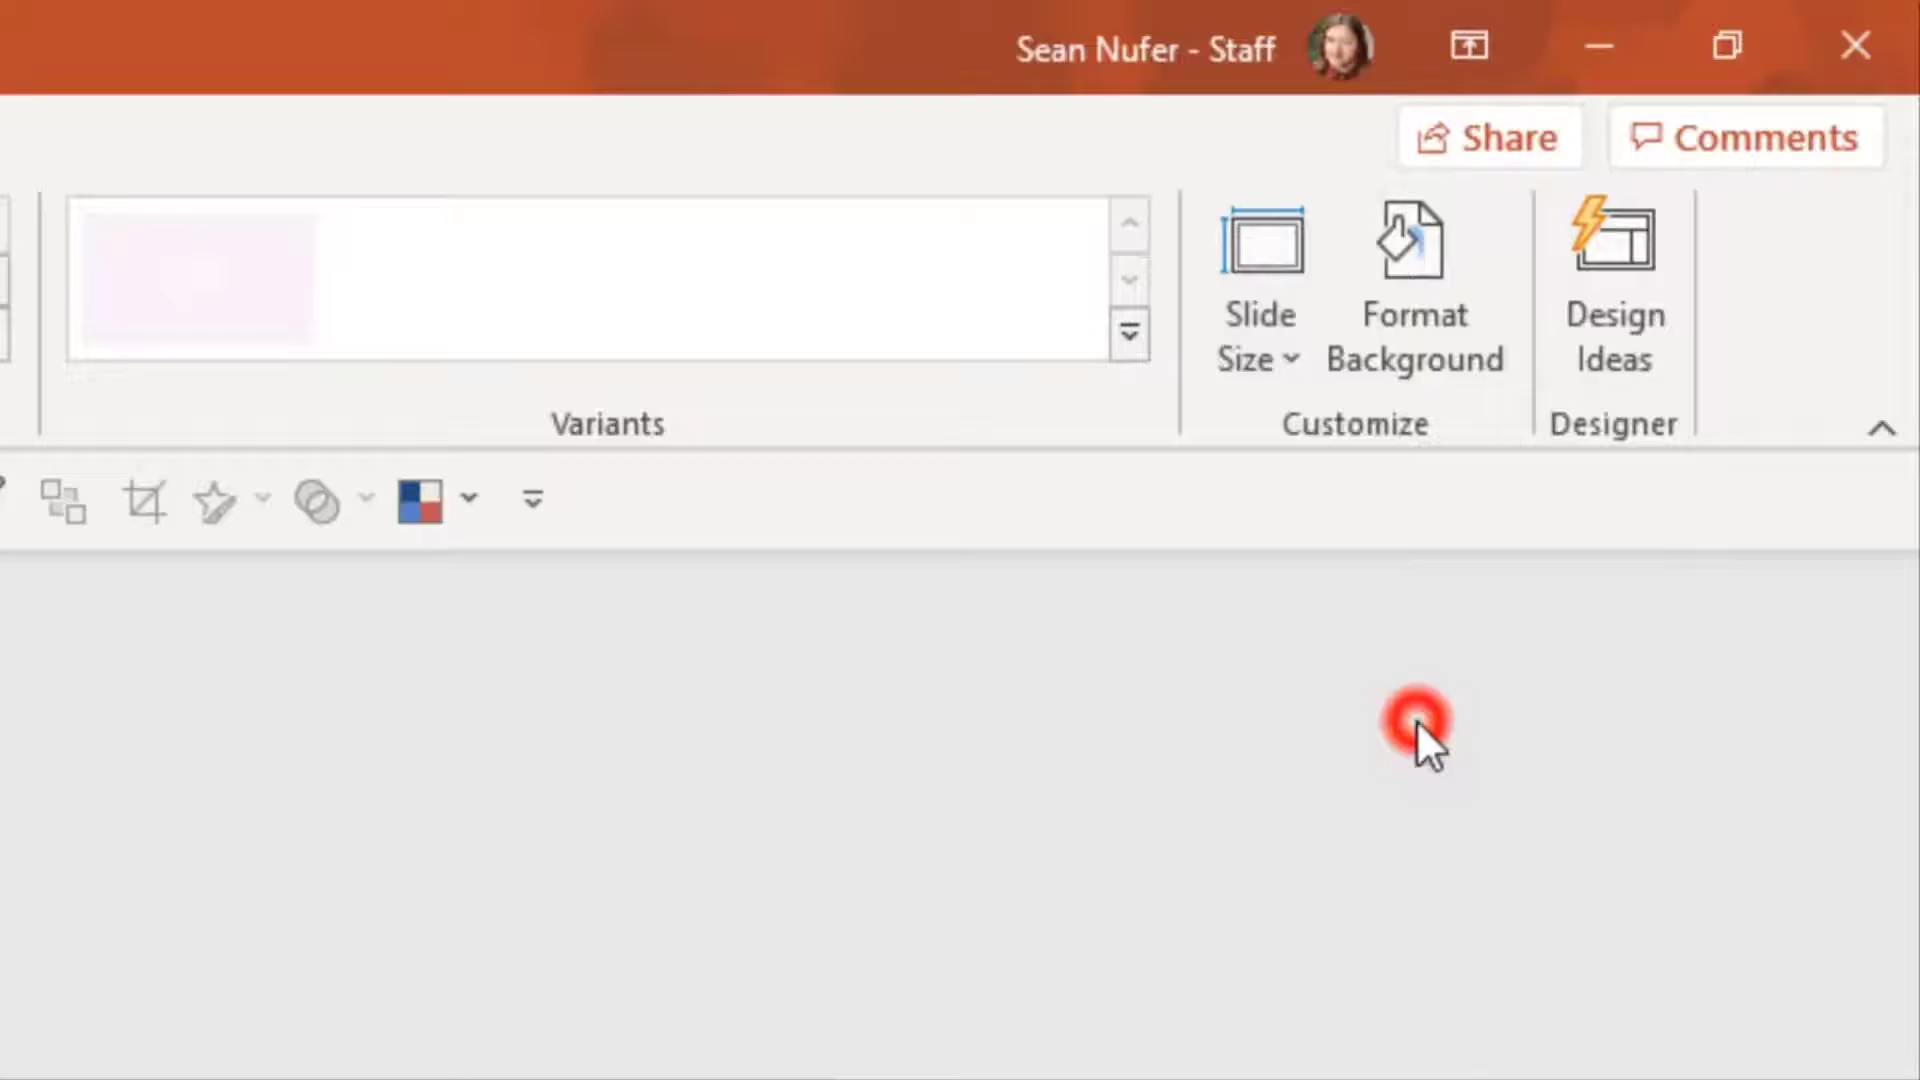 Sean Nufer - Staff
Share
Comments
Slide
Size
Format
Background
Design
Ideas
Variants
Customize
Designer